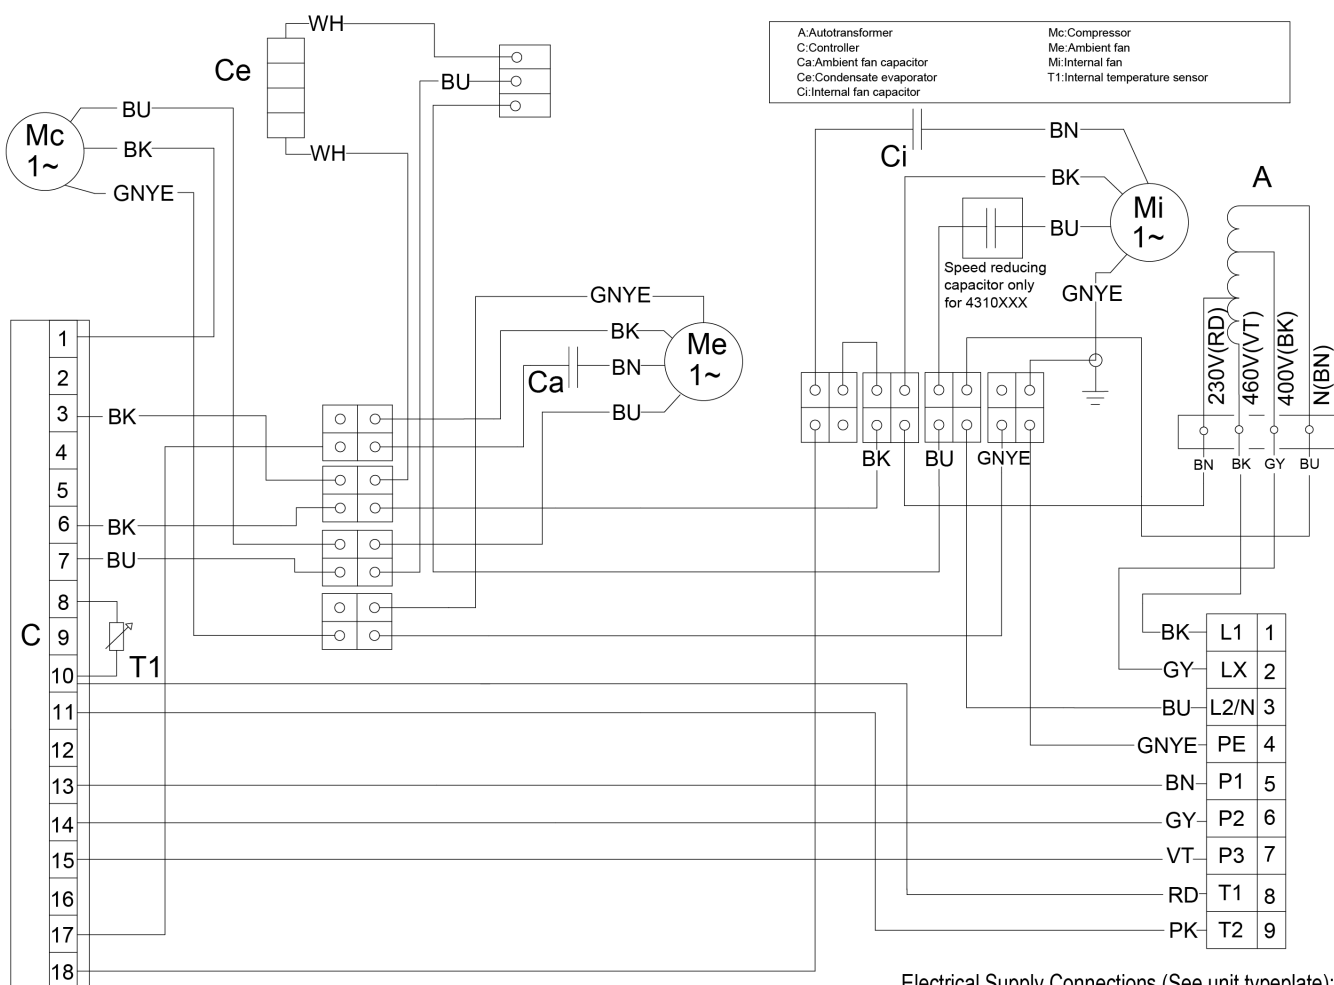 A:Autotransformer
C:Controller
Ca:Ambient fan capacitor
Ce:Condensate evaporator
Ci:Internal fan capacitor
Mc:Compressor
Me:Ambient fan
Mi:Internal fan
T1:Internal temperature sensor
WH
Ce
BU
WH
Mc
1~
BU
BK
GNYE
Ci
BN
BK
BU
GNYE
Mi
1~
Speed reducing
capacitor only
for 4310XXX
A
230V(RD)
460V(VT)
400V(BK)
N(BN)
BN
BK
GY
BU
GNYE
BK
Ca
BN
BU
Me
1~
BK
BU
GNYE
C
1
2
3
BK
4
5
6
BK
7
BU
8
9
T1
10
11
12
13
14
15
16
17
18
BK L1 1
GY LX 2
BU L2/N 3
GNYE PE 4
BN P1 5
GY P2 6
VT P3 7
RD T1 8
PK T2 9
Electrical Supply Connections (See unit typeplate):